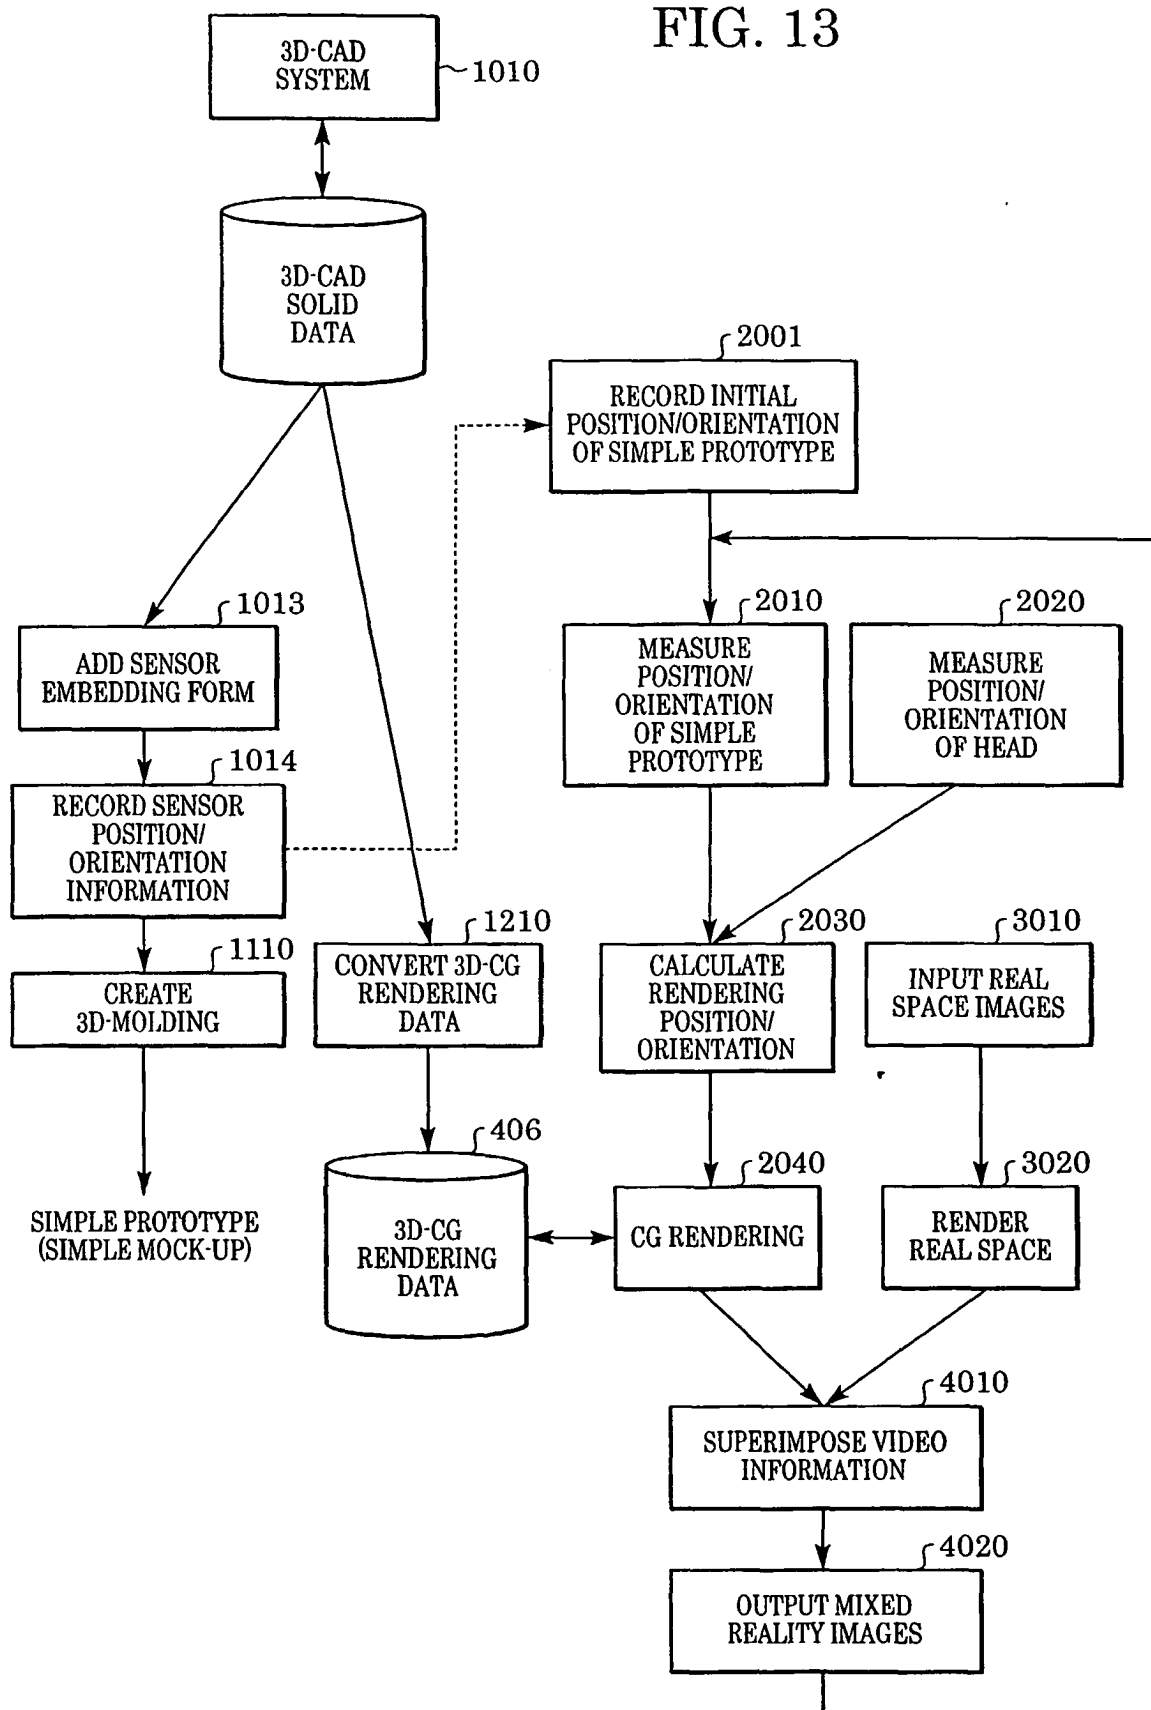 FIG. 13
3D-CAD
SYSTEM
1010
3D-CAD
SOLID
DATA
2001
RECORD INITIAL
POSITION/ORIENTATION
OF SIMPLE PROTOTYPE
1013
ADD SENSOR
EMBEDDING FORM
2010
MEASURE
POSITION/
ORIENTATION
OF SIMPLE
PROTOTYPE
2020
MEASURE
POSITION/
ORIENTATION
OF HEAD
1014
RECORD SENSOR
POSITION/
ORIENTATION
INFORMATION
1110
CREATE
3D-MOLDING
1210
CONVERT 3D-CG
RENDERING
DATA
2030
CALCULATE
RENDERING
POSITION/
ORIENTATION
3010
INPUT REAL
SPACE IMAGES
SIMPLE PROTOTYPE
(SIMPLE MOCK-UP)
406
3D-CG
RENDERING
DATA
2040
CG RENDERING
3020
RENDER
REAL SPACE
4010
SUPERIMPOSE VIDEO
INFORMATION
4020
OUTPUT MIXED
REALITY IMAGES